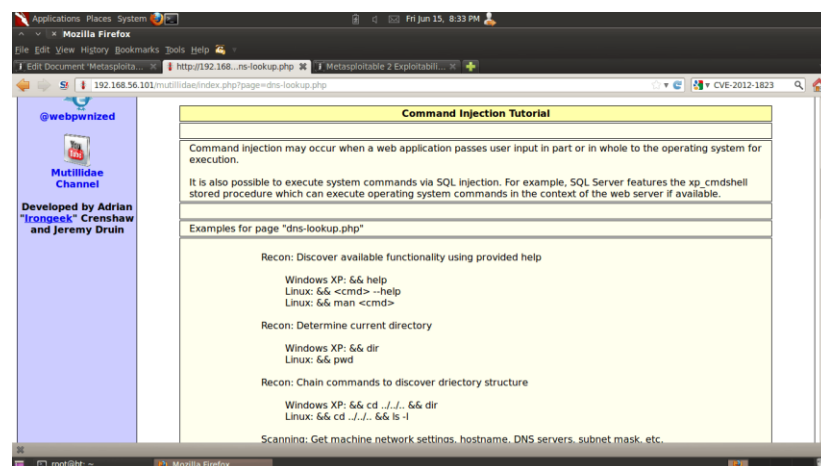 Applications Places System
Fri Jun 15, 8:33 PM
Mozilla Firefox
File Edit View History Bookmarks Tools Help
Edit Document 'Metasploita...
http://192.168...ns-lookup.php
Metasploitable 2 Exploitabili...
192.168.56.101/mutillidae/index.php?page=dns-lookup.php
CVE-2012-1823
@webpwnized
Mutillidae
Channel
Developed by Adrian
"Irongeek" Crenshaw
and Jeremy Druin
Command Injection Tutorial
Command injection may occur when a web application passes user input in part or in whole to the operating system for
execution.
It is also possible to execute system commands via SQL injection. For example, SQL Server features the xp_cmdshell
stored procedure which can execute operating system commands in the context of the web server if available.
Examples for page "dns-lookup.php"
Recon: Discover available functionality using provided help
Windows XP: && help
Linux: && <cmd> --help
Linux: && man <cmd>
Recon: Determine current directory
Windows XP: && dir
Linux: && pwd
Recon: Chain commands to discover driectory structure
Windows XP: && cd ../../.. && dir
Linux: && cd ../../.. && ls -l
Scanning: Get machine network settings, hostname, DNS servers, subnet mask, etc.
root@bt: ~
Mozilla Firefox